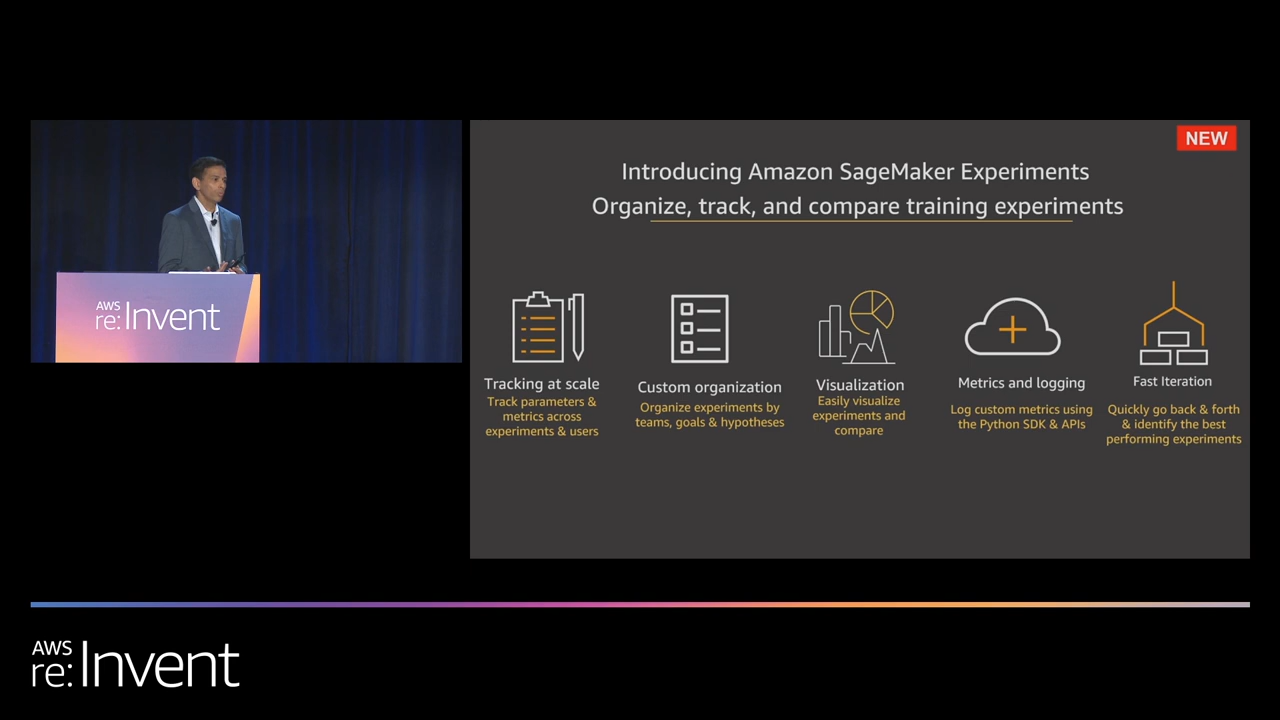 AWS
re:Invent
NEW
Introducing Amazon SageMaker Experiments
Organize, track, and compare training experiments
Tracking at scale
Track parameters &
metrics across
experiments & users
Custom organization
Organize experiments by
teams, goals & hypotheses
Visualization
Easily visualize
experiments and
compare
Metrics and logging
Log custom metrics using
the Python SDK & APIs
Fast Iteration
Quickly go back & forth
& identify the best
performing experiments
AWS
re:Invent